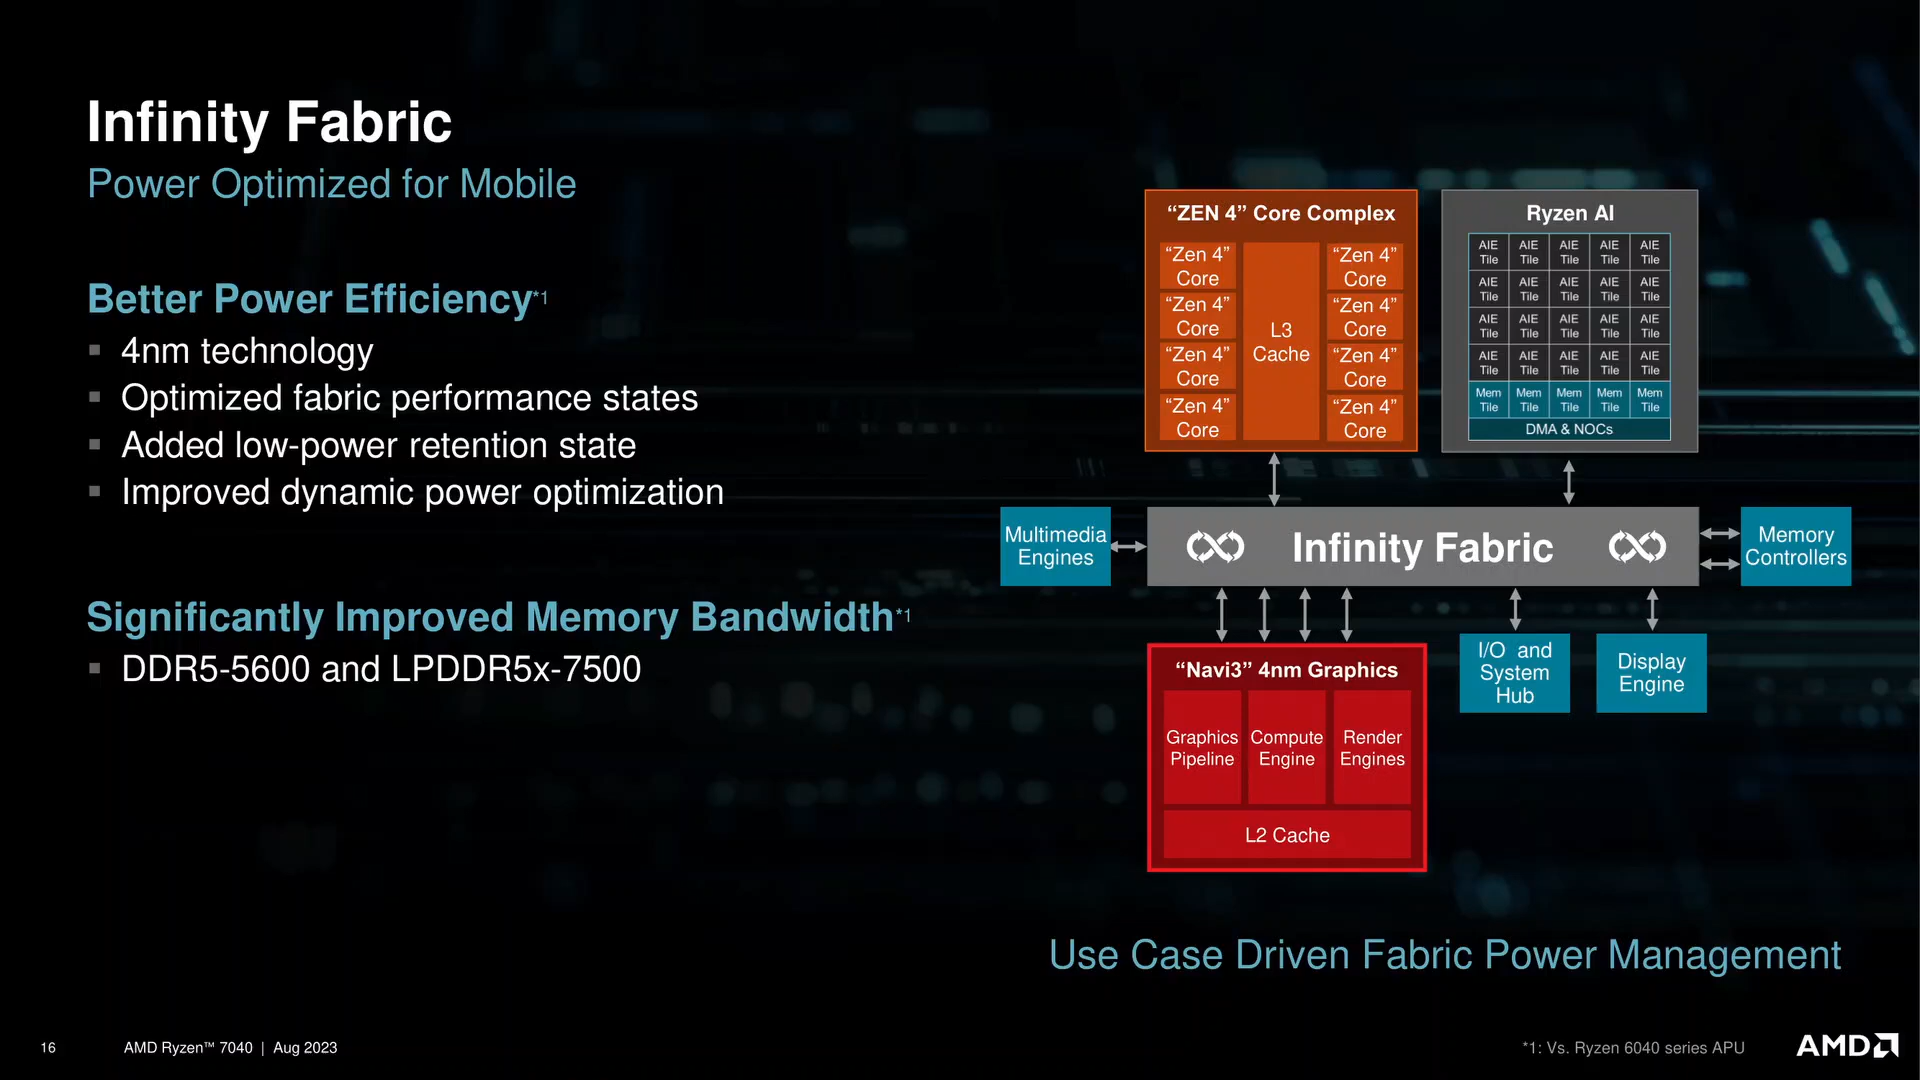 Infinity Fabric
Power Optimized for Mobile
Better Power Efficiency*1
▪ 4nm technology
▪ Optimized fabric performance states
▪ Added low-power retention state
▪ Improved dynamic power optimization
Significantly Improved Memory Bandwidth*1
▪ DDR5-5600 and LPDDR5x-7500
“ZEN 4” Core Complex
“Zen 4”
Core
“Zen 4”
Core
“Zen 4”
Core
“Zen 4”
Core
L3
Cache
“Zen 4”
Core
“Zen 4”
Core
“Zen 4”
Core
“Zen 4”
Core
Ryzen AI
AIE AIE AIE AIE AIE
Tile Tile Tile Tile Tile
AIE AIE AIE AIE AIE
Tile Tile Tile Tile Tile
AIE AIE AIE AIE AIE
Tile Tile Tile Tile Tile
AIE AIE AIE AIE AIE
Tile Tile Tile Tile Tile
Mem Mem Mem Mem Mem
Tile Tile Tile Tile Tile
DMA & NOCs
Multimedia
Engines
Infinity Fabric
Memory
Controllers
“Navi3” 4nm Graphics
Graphics
Pipeline
Compute
Engine
Render
Engines
L2 Cache
I/O and
System
Hub
Display
Engine
Use Case Driven Fabric Power Management
16
AMD Ryzen™ 7040 | Aug 2023
*1: Vs. Ryzen 6040 series APU
AMD